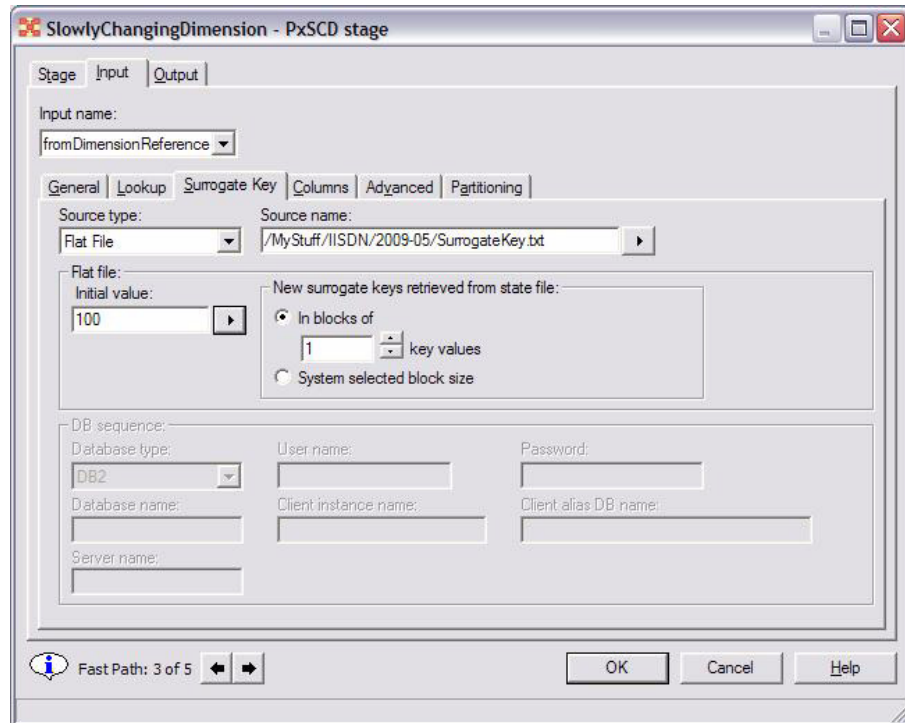 SlowlyChangingDimension - PxSCD stage
Stage Input Output
Input name:
fromDimensionReference
General Lookup Surrogate Key Columns Advanced Partitioning
Source type: Source name:
Flat File /MyStuff/IISDN/2009-05/SurrogateKey.txt
Flat file:
Initial value: New surrogate keys retrieved from state file:
100 In blocks of
1 key values
System selected block size
DB sequence:
Database type: User name: Password:
DB2
Database name: Client instance name: Client alias DB name:
Server name:
Fast Path: 3 of 5 OK Cancel Help